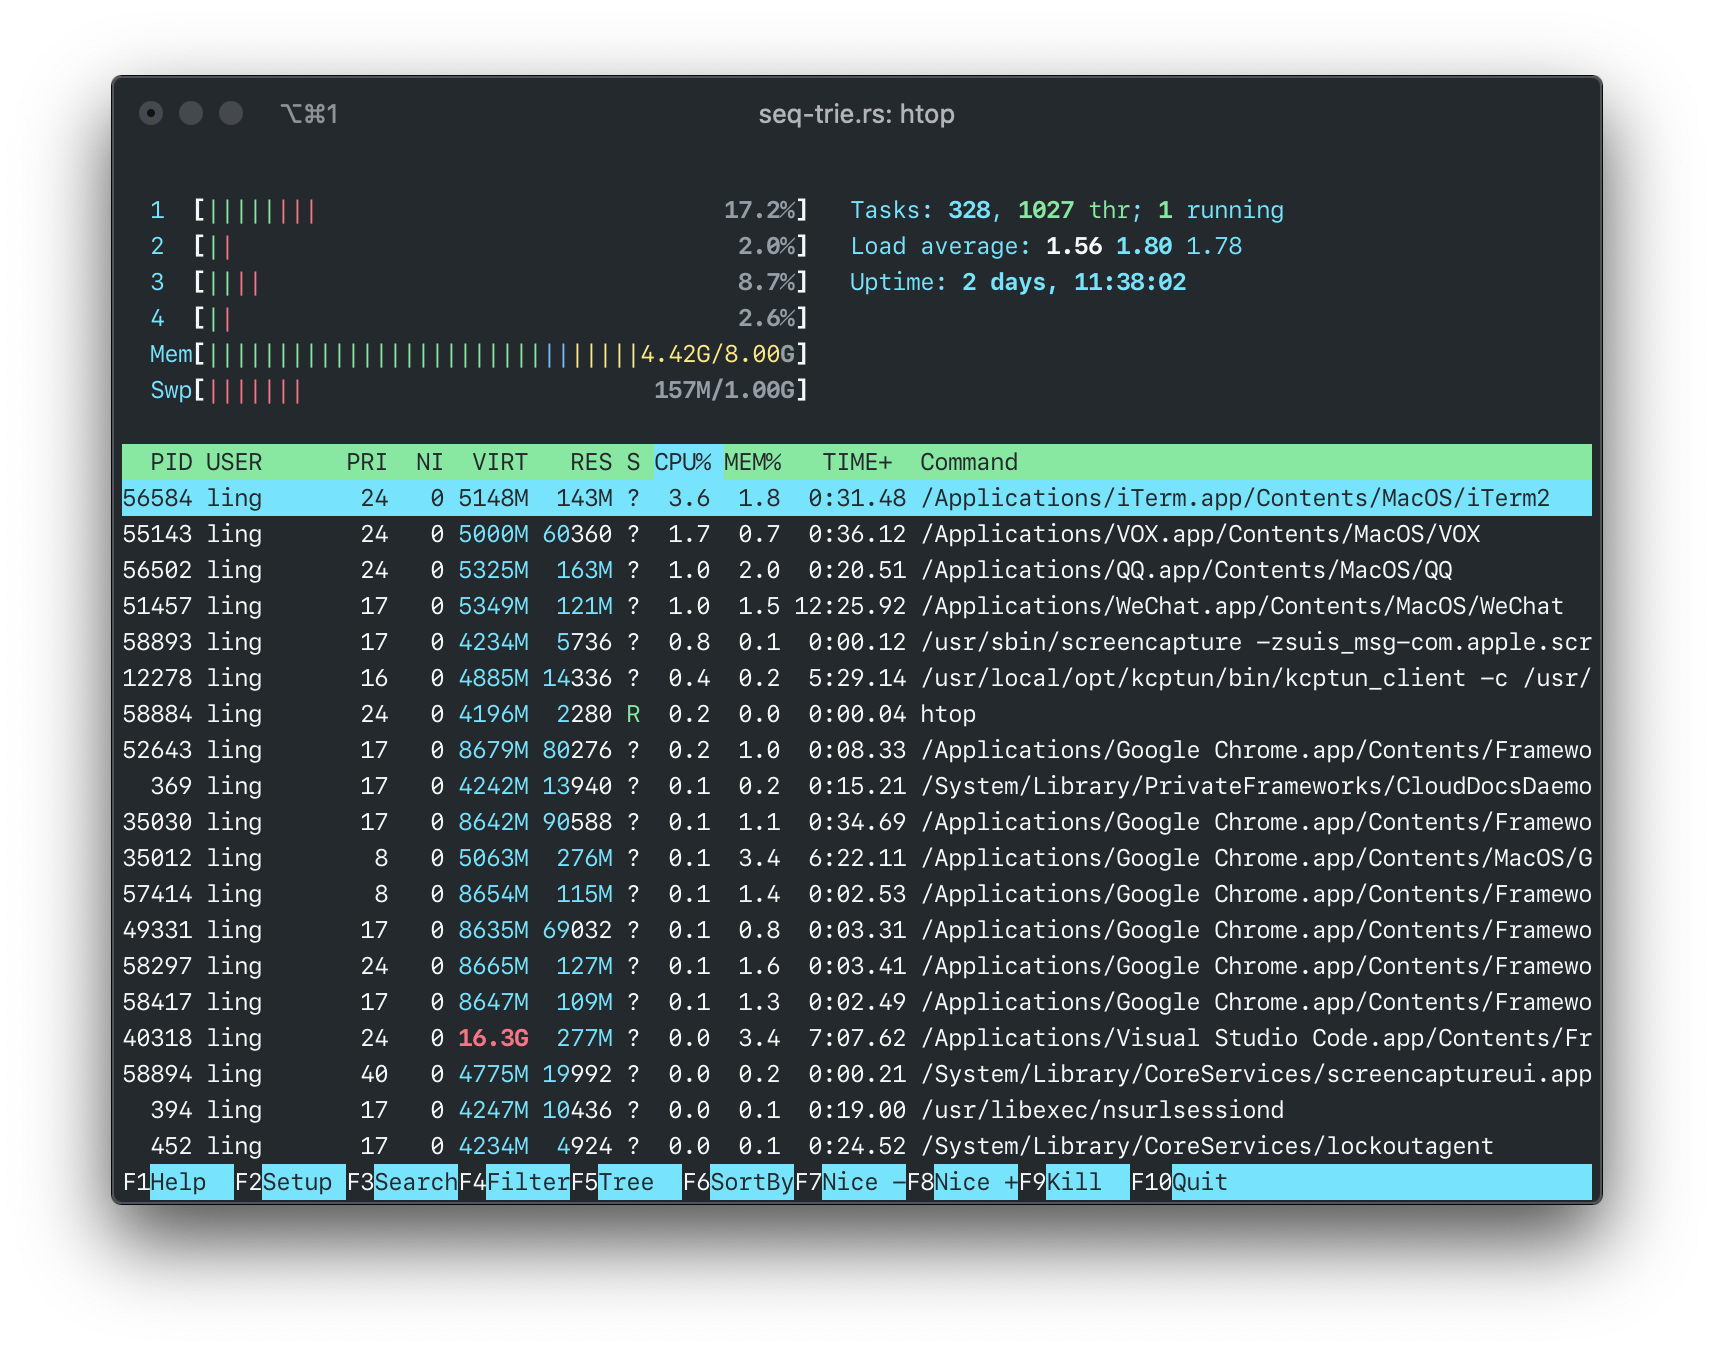 ⌥⌘1 seq-trie.rs: htop
1 [|||||||| 17.2%] Tasks: 328, 1027 thr; 1 running
2 [|| 2.0%] Load average: 1.56 1.80 1.78
3 [|||| 8.7%] Uptime: 2 days, 11:38:02
4 [|| 2.6%]
Mem[|||||||||||||||||||||||||||||||4.42G/8.00G]
Swp[||||||| 157M/1.00G]
PID USER PRI NI VIRT RES S CPU% MEM% TIME+ Command
56584 ling 24 0 5148M 143M ? 3.6 1.8 0:31.48 /Applications/iTerm.app/Contents/MacOS/iTerm2
55143 ling 24 0 5000M 60360 ? 1.7 0.7 0:36.12 /Applications/VOX.app/Contents/MacOS/VOX
56502 ling 24 0 5325M 163M ? 1.0 2.0 0:20.51 /Applications/QQ.app/Contents/MacOS/QQ
51457 ling 17 0 5349M 121M ? 1.0 1.5 12:25.92 /Applications/WeChat.app/Contents/MacOS/WeChat
58893 ling 17 0 4234M 5736 ? 0.8 0.1 0:00.12 /usr/sbin/screencapture -zsuis_msg-com.apple.scr
12278 ling 16 0 4885M 14336 ? 0.4 0.2 5:29.14 /usr/local/opt/kcptun/bin/kcptun_client -c /usr/
58884 ling 24 0 4196M 2280 R 0.2 0.0 0:00.04 htop
52643 ling 17 0 8679M 80276 ? 0.2 1.0 0:08.33 /Applications/Google Chrome.app/Contents/Framewo
369 ling 17 0 4242M 13940 ? 0.1 0.2 0:15.21 /System/Library/PrivateFrameworks/CloudDocsDaemo
35030 ling 17 0 8642M 90588 ? 0.1 1.1 0:34.69 /Applications/Google Chrome.app/Contents/Framewo
35012 ling 8 0 5063M 276M ? 0.1 3.4 6:22.11 /Applications/Google Chrome.app/Contents/MacOS/G
57414 ling 8 0 8654M 115M ? 0.1 1.4 0:02.53 /Applications/Google Chrome.app/Contents/Framewo
49331 ling 17 0 8635M 69032 ? 0.1 0.8 0:03.31 /Applications/Google Chrome.app/Contents/Framewo
58297 ling 24 0 8665M 127M ? 0.1 1.6 0:03.41 /Applications/Google Chrome.app/Contents/Framewo
58417 ling 17 0 8647M 109M ? 0.1 1.3 0:02.49 /Applications/Google Chrome.app/Contents/Framewo
40318 ling 24 0 16.3G 277M ? 0.0 3.4 7:07.62 /Applications/Visual Studio Code.app/Contents/Fr
58894 ling 40 0 4775M 19992 ? 0.0 0.2 0:00.21 /System/Library/CoreServices/screencaptureui.app
394 ling 17 0 4247M 10436 ? 0.0 0.1 0:19.00 /usr/libexec/nsurlsessiond
452 ling 17 0 4234M 4924 ? 0.0 0.1 0:24.52 /System/Library/CoreServices/lockoutagent
F1Help F2Setup F3SearchF4FilterF5Tree F6SortByF7Nice -F8Nice +F9Kill F10Quit